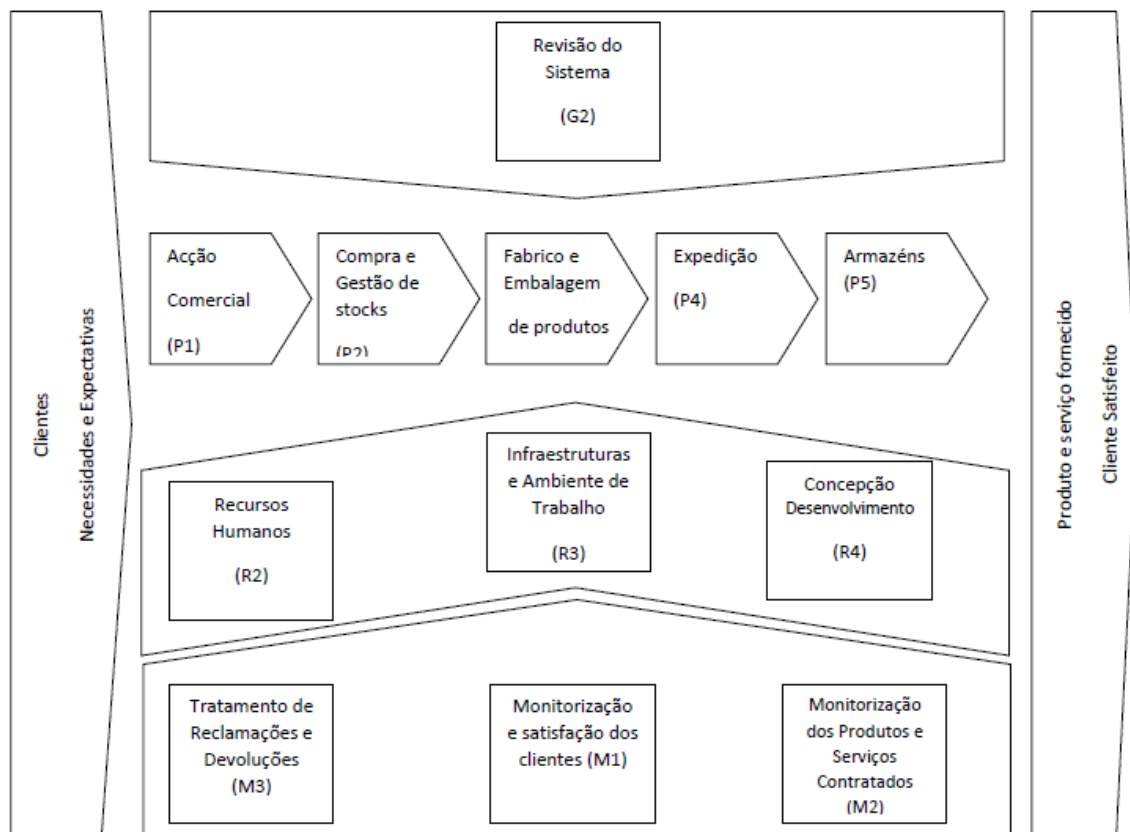 Clientes
Necessidades e Expectativas
Revisão do
Sistema
(G2)
Acção
Comercial
(P1)
Compra e
Gestão de
stocks
(P2)
Fabrico e
Embalagem
de produtos
Expedição
(P4)
Armazéns
(P5)
Recursos
Humanos
(R2)
Infraestruturas
e Ambiente de
Trabalho
(R3)
Concepção
Desenvolvimento
(R4)
Tratamento de
Reclamações e
Devoluções
(M3)
Monitorização
e satisfação dos
clientes (M1)
Monitorização
dos Produtos e
Serviços
Contratados
(M2)
Produto e serviço fornecido
Cliente Satisfeito